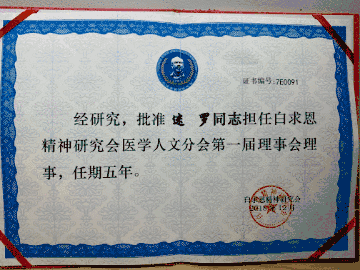 证书编号:7E0091
经研究，批准 罗同志担任白求恩
精神研究会医学人文分会第一届理事会理
事，任期五年。
白求恩精神研究会